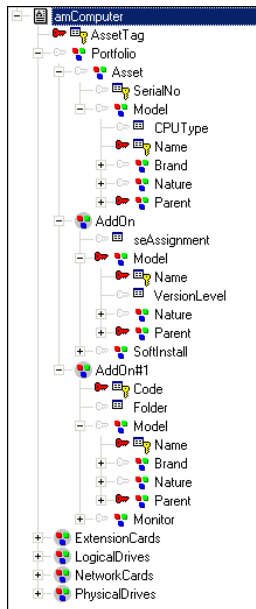 amComputer
AssetTag
Portfolio
Asset
SerialNo
Model
CPUType
Name
Brand
Nature
Parent
AddOn
seAssignment
Model
Name
VersionLevel
Nature
Parent
SoftInstall
AddOn#1
Code
Folder
Model
Name
Brand
Nature
Parent
Monitor
ExtensionCards
LogicalDrives
NetworkCards
PhysicalDrives